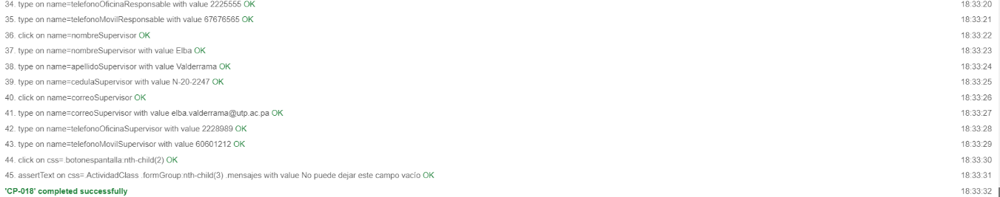 34. type on name=telefonoOficinaResponsable with value 2225555 OK 18:33:20
35. type on name=telefonoMovilResponsable with value 67676565 OK 18:33:21
36. click on name=nombreSupervisor OK 18:33:22
37. type on name=nombreSupervisor with value Elba OK 18:33:23
38. type on name=apellidoSupervisor with value Valderrama OK 18:33:24
39. type on name=cedulaSupervisor with value N-20-2247 OK 18:33:25
40. click on name=correoSupervisor OK 18:33:26
41. type on name=correoSupervisor with value elba.valderrama@utp.ac.pa OK 18:33:27
42. type on name=telefonoOficinaSupervisor with value 2228989 OK 18:33:28
43. type on name=telefonoMovilSupervisor with value 60601212 OK 18:33:29
44. click on css=.botonespantalla:nth-child(2) OK 18:33:30
45. assertText on css=.ActividadClass .formGroup:nth-child(3) .mensajes with value No puede dejar este campo vacío OK 18:33:31
'CP-018' completed successfully 18:33:32